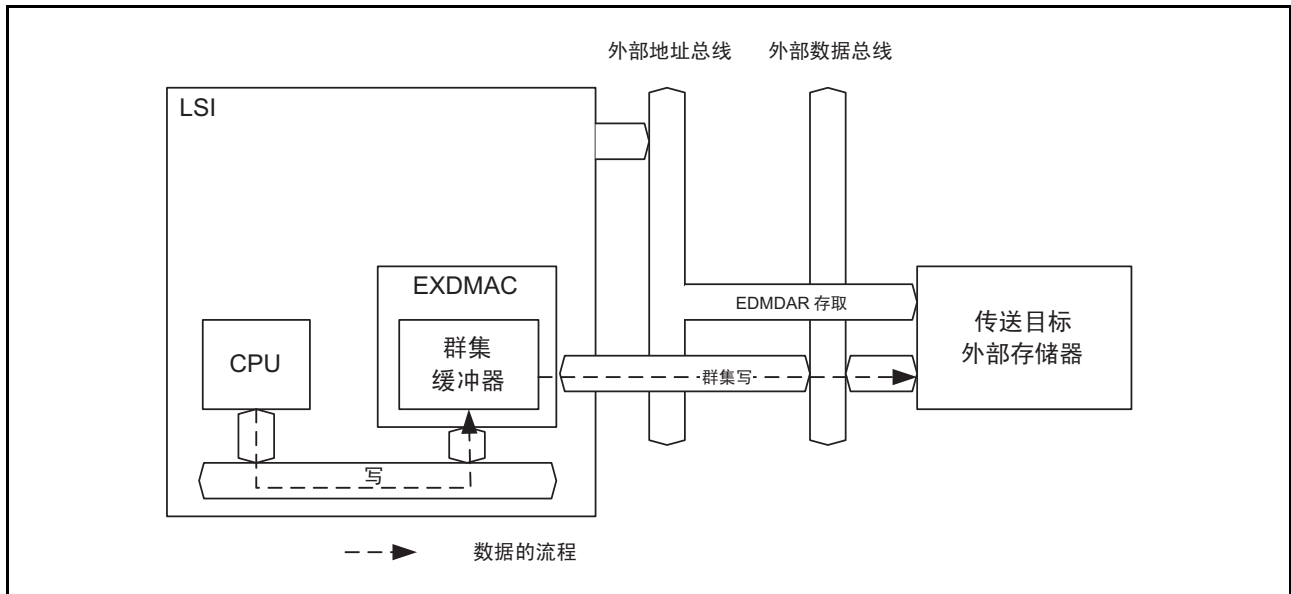 外部地址总线
外部数据总线
LSI
EXDMAC
EDMDAR 存取
传送目标
外部存储器
CPU
群集
缓冲器
群集写
写
数据的流程